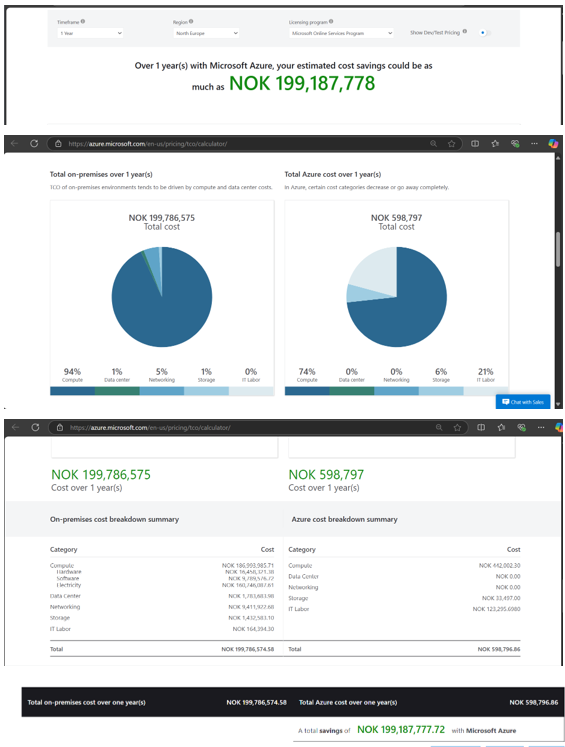 Timeframe
Region
Licensing program
1 Year
North Europe
Microsoft Online Services Program
Show Dev/Test Pricing
Over 1 year(s) with Microsoft Azure, your estimated cost savings could be as
much as NOK 199,187,778
https://azure.microsoft.com/en-us/pricing/tco/calculator/
Total on-premises over 1 year(s)
TCO of on-premises environments tends to be driven by compute and data center costs.
NOK 199,786,575
Total cost
94% 1% 5% 1% 0%
Compute Data center Networking Storage IT Labor
Total Azure cost over 1 year(s)
In Azure, certain cost categories decrease or go away completely.
NOK 598,797
Total cost
74% 0% 0% 6% 21%
Compute Data center Networking Storage IT Labor
Chat with Sales
https://azure.microsoft.com/en-us/pricing/tco/calculator/
NOK 199,786,575
Cost over 1 year(s)
NOK 598,797
Cost over 1 year(s)
On-premises cost breakdown summary
Category Cost
Compute NOK 186,993,985.71
Hardware NOK 16,458,321.38
Software NOK 9,789,576.72
Electricity NOK 160,746,087.61
Data Center NOK 1,783,683.98
Networking NOK 9,411,922.68
Storage NOK 1,432,583.10
IT Labor NOK 164,394.30
Total NOK 199,786,574.58
Azure cost breakdown summary
Category Cost
Compute NOK 442,002.30
Data Center NOK 0.00
Networking NOK 0.00
Storage NOK 33,497.00
IT Labor NOK 123,295.6980
Total NOK 598,796.86
Total on-premises cost over one year(s) NOK 199,786,574.58
Total Azure cost over one year(s) NOK 598,796.86
A total savings of NOK 199,187,777.72 with Microsoft Azure